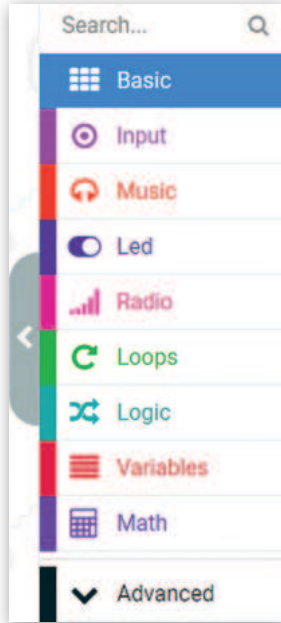 Search...
Basic
Input
Music
Led
Radio
Loops
Logic
Variables
Math
Advanced